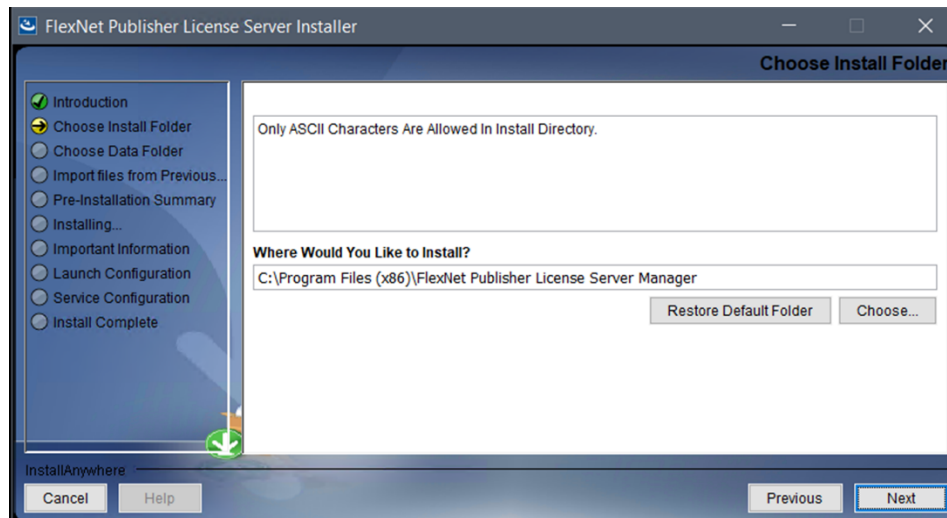 FlexNet Publisher License Server Installer
Choose Install Folder
Introduction
Choose Install Folder
Choose Data Folder
Import files from Previous...
Pre-Installation Summary
Installing...
Important Information
Launch Configuration
Service Configuration
Install Complete
Only ASCII Characters Are Allowed In Install Directory.
Where Would You Like to Install?
C:\Program Files (x86)\FlexNet Publisher License Server Manager
Restore Default Folder
Choose...
InstallAnywhere
Cancel
Help
Previous
Next